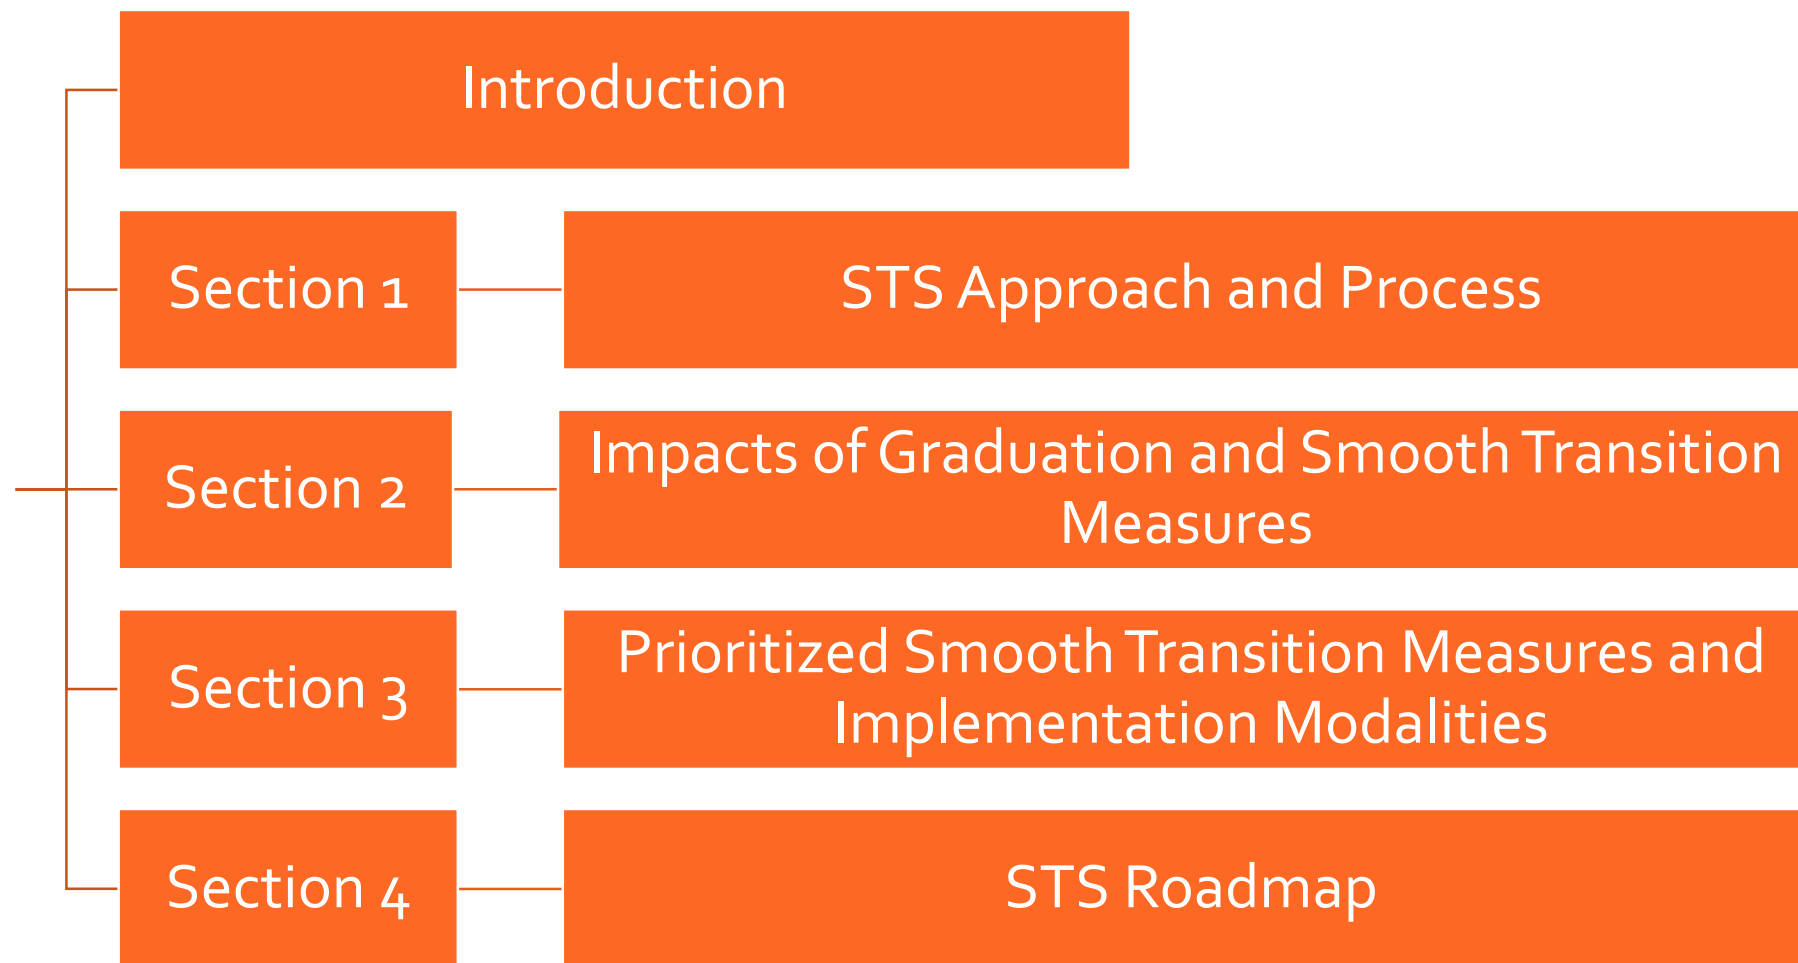 Introduction
Section 1
STS Approach and Process
Section 2
Impacts of Graduation and Smooth Transition
Measures
Section 3
Prioritized Smooth Transition Measures and
Implementation Modalities
Section 4
STS Roadmap